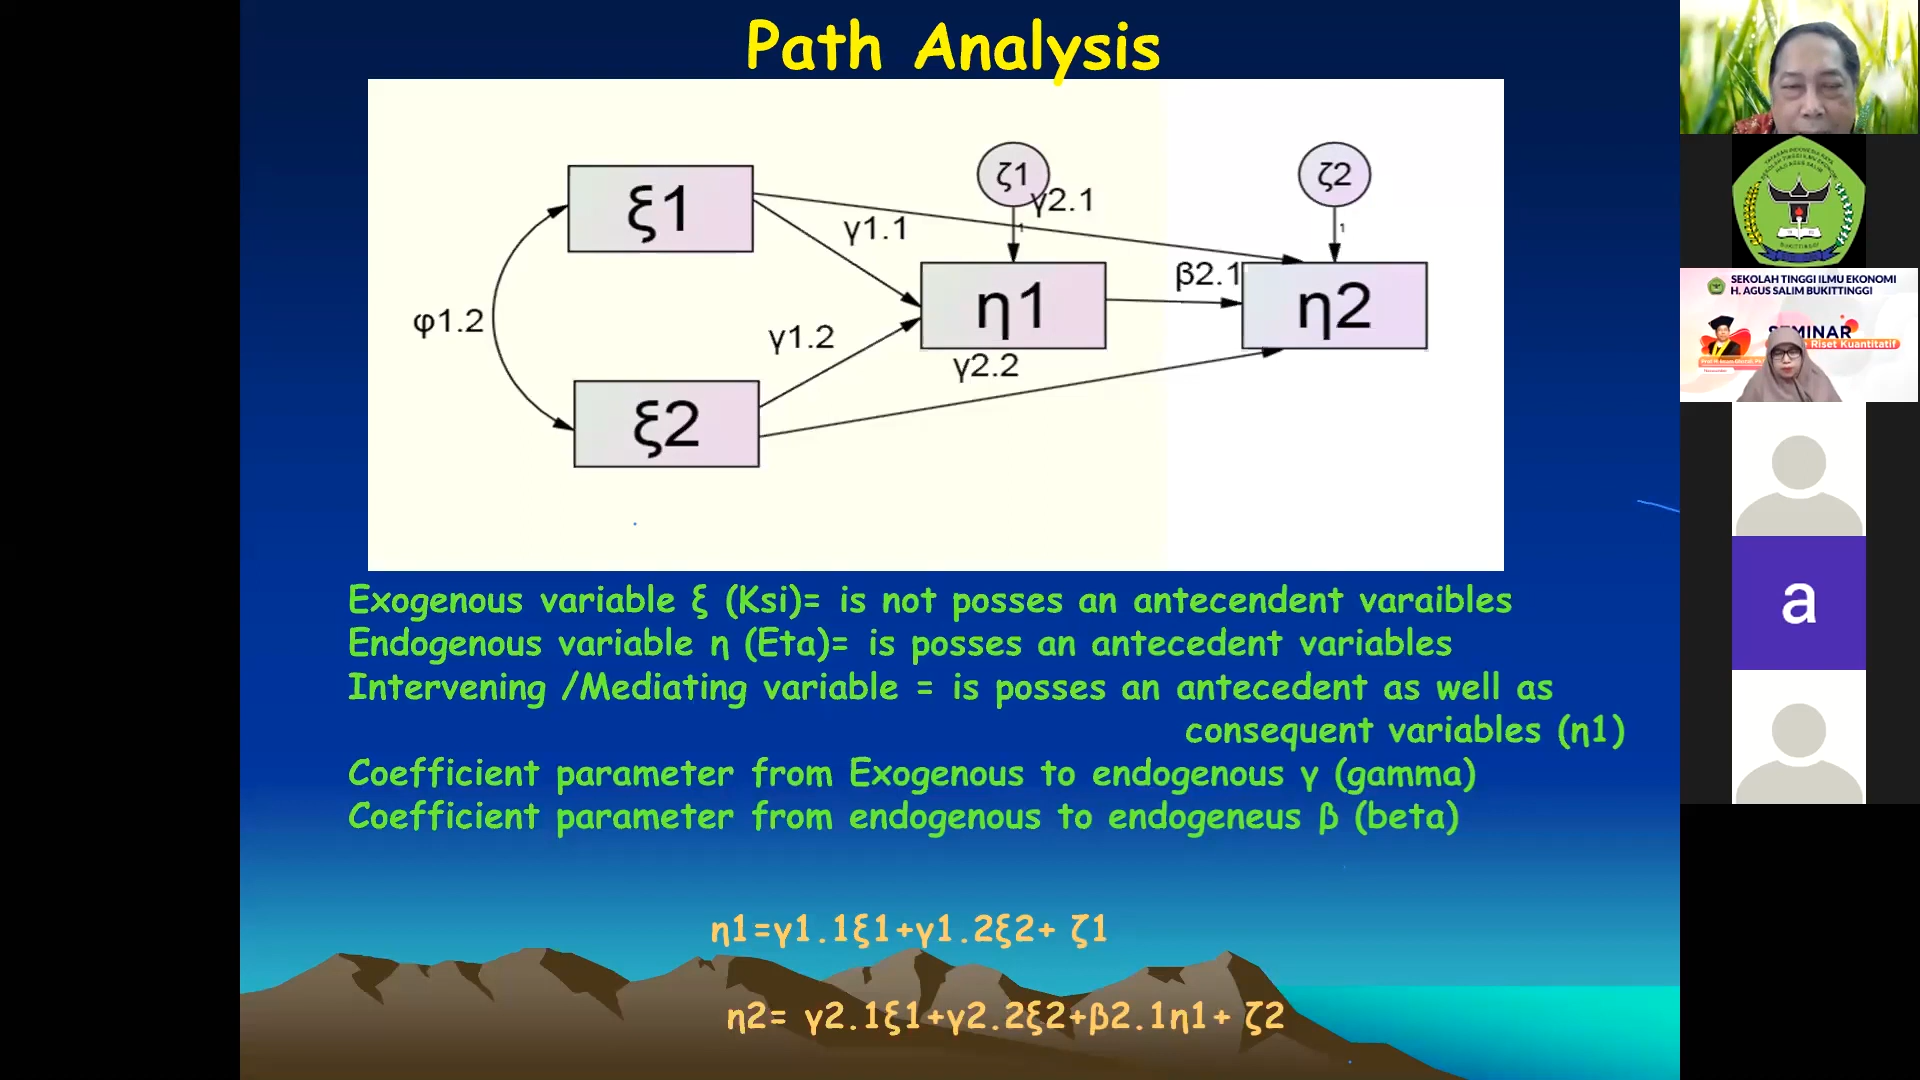 Path Analysis
ζ1
ζ2
ξ1
γ2.1
γ1.1
1
1
β2.1
η1
η2
φ1.2
γ1.2
γ2.2
ξ2
Exogenous variable ξ (Ksi)= is not posses an antecendent varaibles
Endogenous variable η (Eta)= is posses an antecedent variables
Intervening /Mediating variable = is posses an antecedent as well as
consequent variables (η1)
Coefficient parameter from Exogenous to endogenous γ (gamma)
Coefficient parameter from endogenous to endogeneus β (beta)
η1=γ1.1ξ1+γ1.2ξ2+ ζ1
η2= γ2.1ξ1+γ2.2ξ2+β2.1η1+ ζ2
BUKITTINGGI
SEKOLAH TINGGI ILMU EKONOMI
H. AGUS SALIM BUKITTINGGI
SEMINAR
Riset Kuantitatif
a